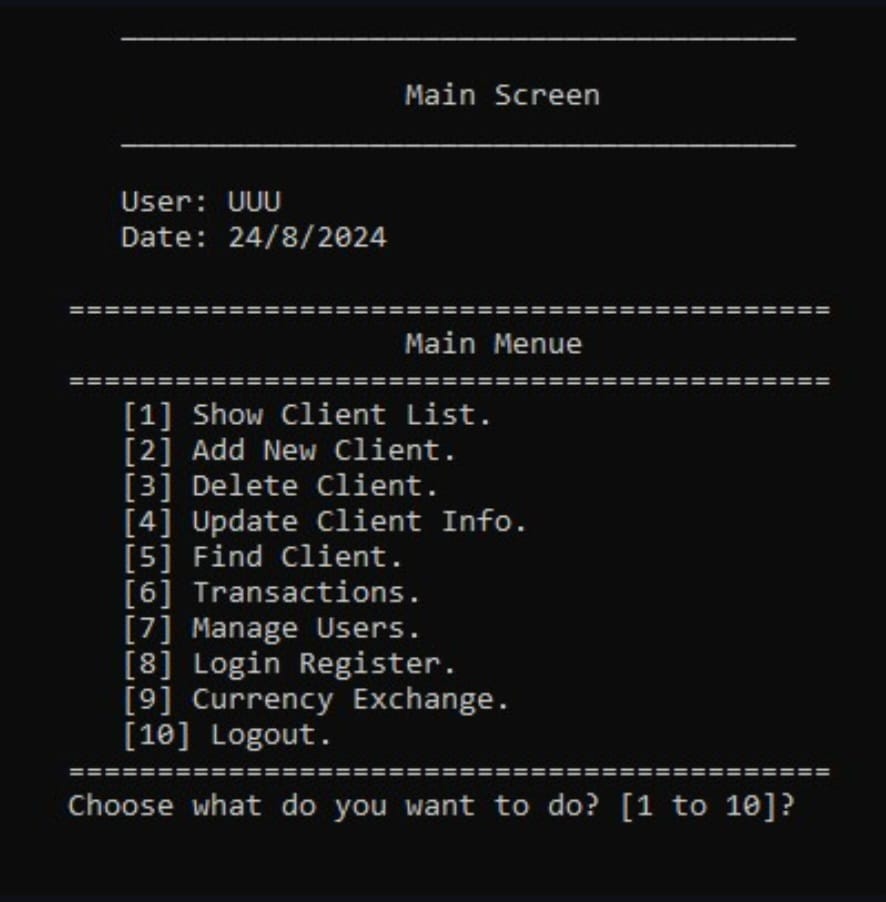 Main Screen
User: UUU
Date: 24/8/2024
===========================================
Main Menue
===========================================
[1] Show Client List.
[2] Add New Client.
[3] Delete Client.
[4] Update Client Info.
[5] Find Client.
[6] Transactions.
[7] Manage Users.
[8] Login Register.
[9] Currency Exchange.
[10] Logout.
===========================================
Choose what do you want to do? [1 to 10]?